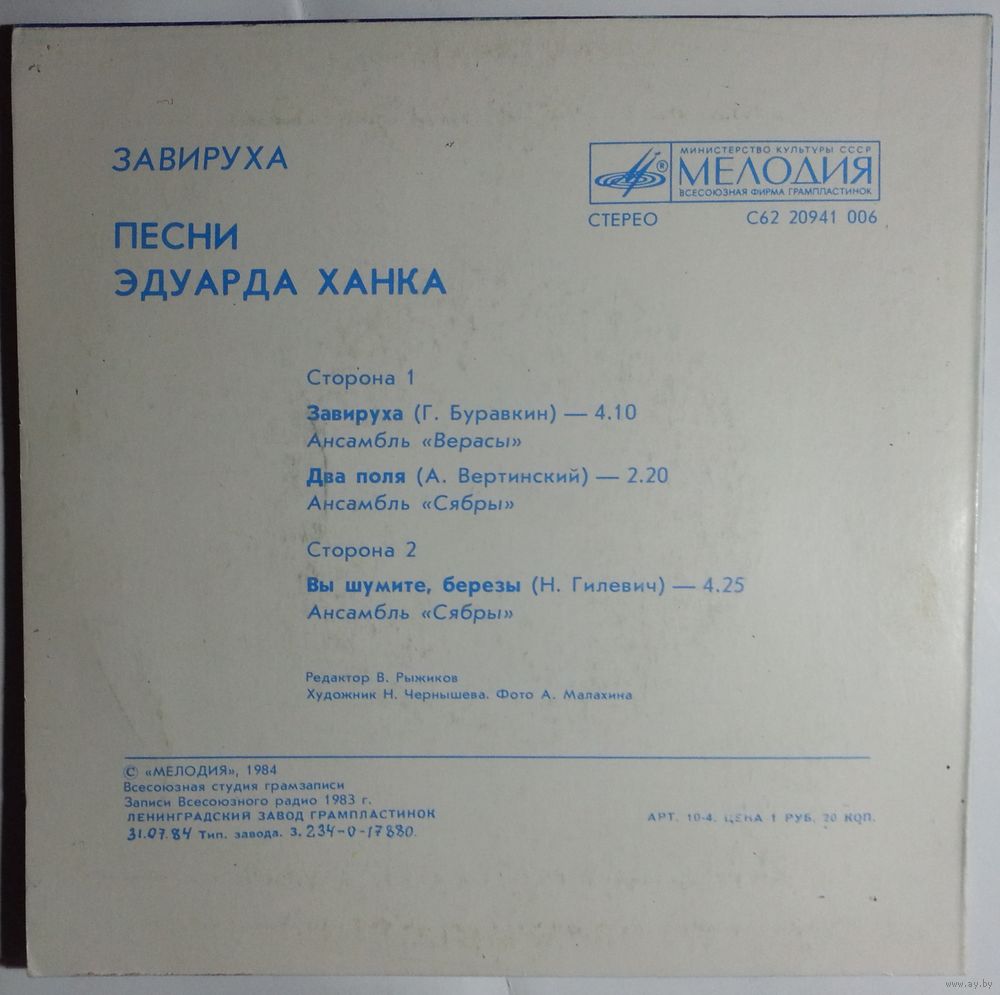 ЗАВИРУХА
ПЕСНИ
ЭДУАРДА ХАНКА
МИНИСТЕРСТВО КУЛЬТУРЫ СССР
МЕЛОДИЯ
ВСЕСОЮЗНАЯ ФИРМА ГРАМПЛАСТИНОК
®
СТЕРЕО С62 20941 006
Сторона 1
Завируха (Г. Буравкин) — 4.10
Ансамбль «Верасы»
Два поля (А. Вертинский) — 2.20
Ансамбль «Сябры»
Сторона 2
Вы шумите, березы (Н. Гилевич) — 4.25
Ансамбль «Сябры»
Редактор В. Рыжиков
Художник Н. Чернышева. Фото А. Малахина
© «МЕЛОДИЯ», 1984
Всесоюзная студия грамзаписи
Записи Всесоюзного радио 1983 г.
ЛЕНИНГРАДСКИЙ ЗАВОД ГРАМПЛАСТИНОК
АРТ. 10-4. ЦЕНА 1 РУБ. 20 КОП.
31.07.84 Тип. завода. З. 234-0-17880.
www.ay.by